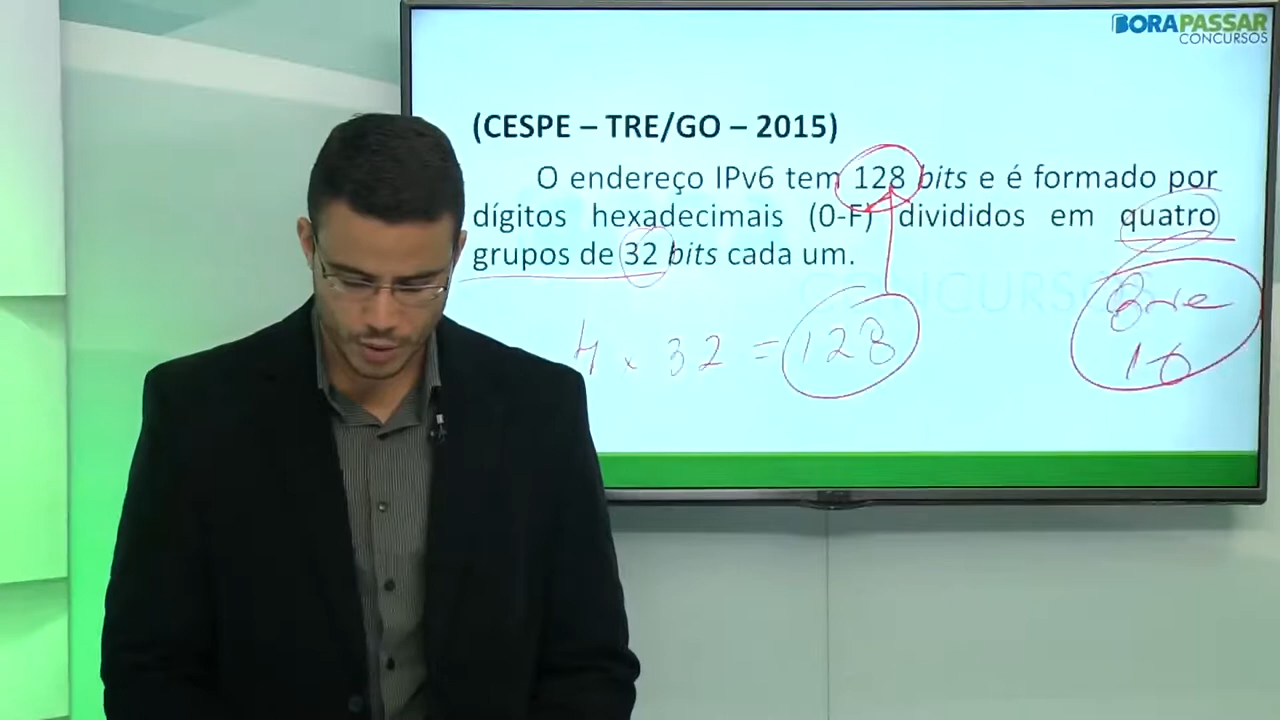 BORAPASSAR
CONCURSOS
(CESPE – TRE/GO – 2015)
O endereço IPv6 tem 128 bits e é formado por
dígitos hexadecimais (0-F) divididos em quatro
grupos de 32 bits cada um.
CONCURSOS
4 x 32 = 128
16